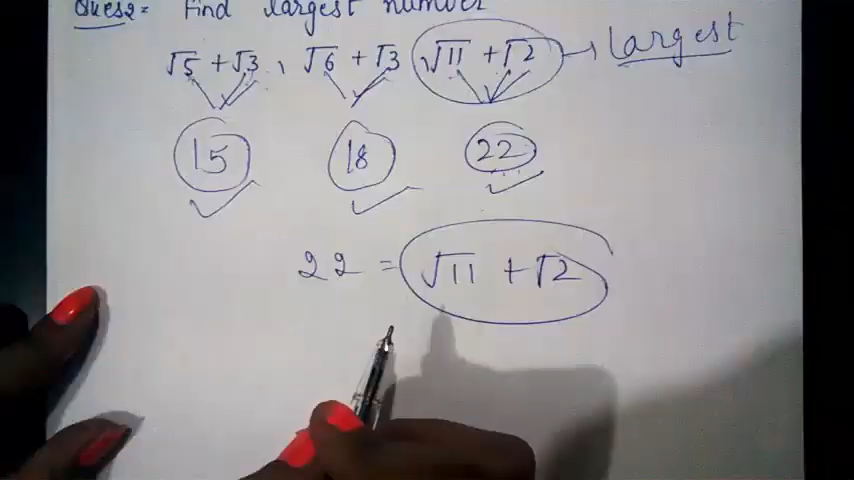 Ques2= Find largest number
√5 + √3 , √6 + √3 , √11 + √2 → largest
15 18 22
22 = √11 + √2